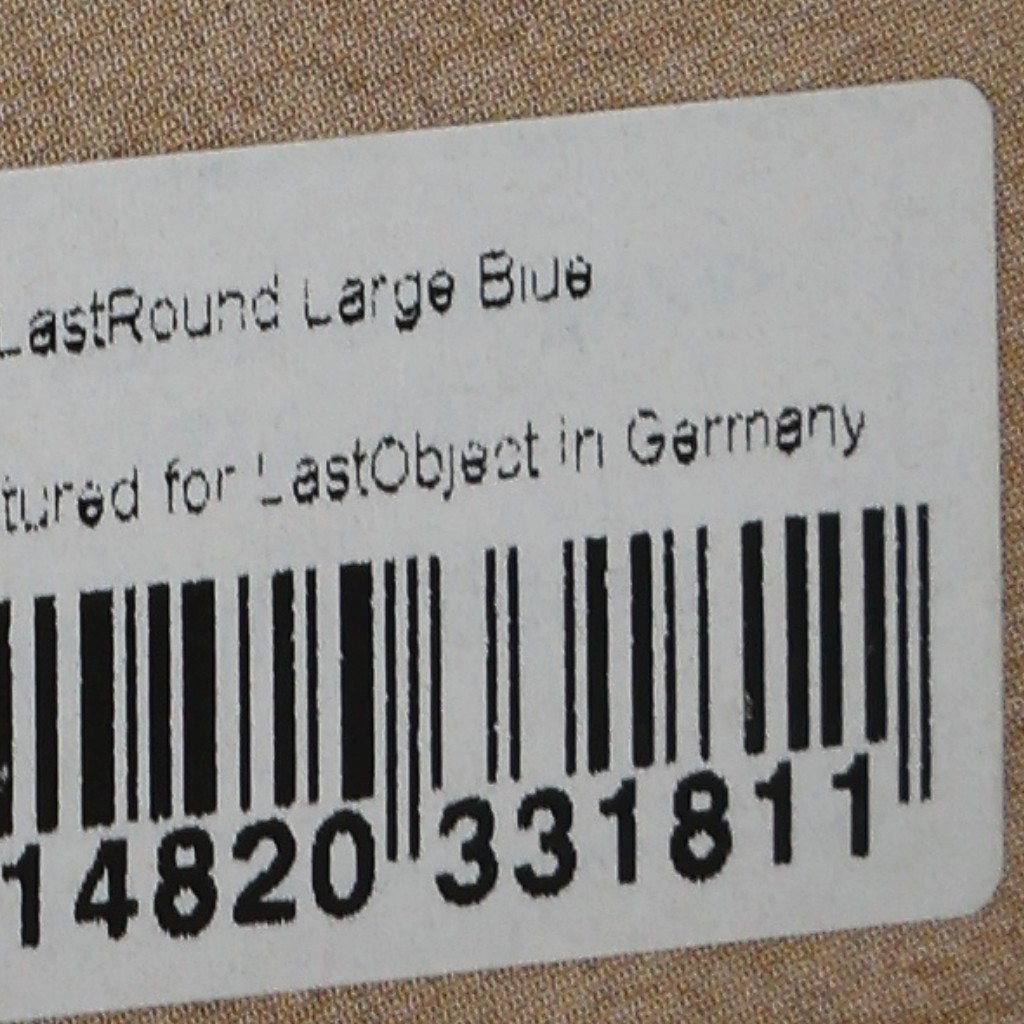 LastRound Large Blue
tured for LastObject in Germany
14820 331811